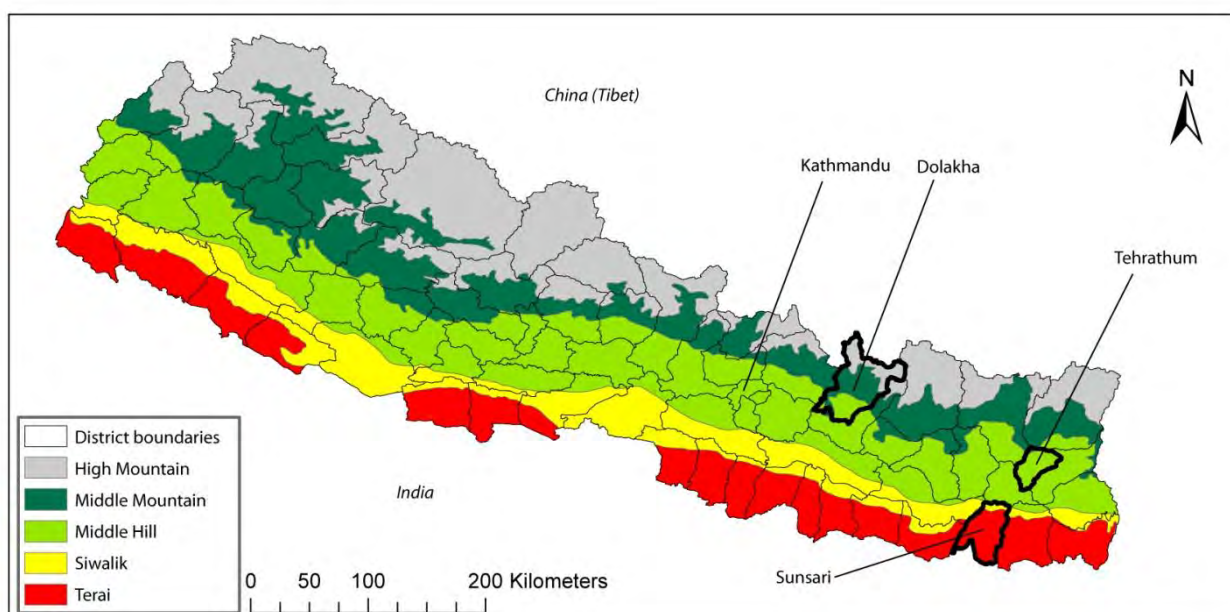 China (Tibet)
N
Kathmandu
Dolakha
Tehrathum
District boundaries
High Mountain
Middle Mountain
Middle Hill
Siwalik
Terai
India
0 50 100 200 Kilometers
Sunsari